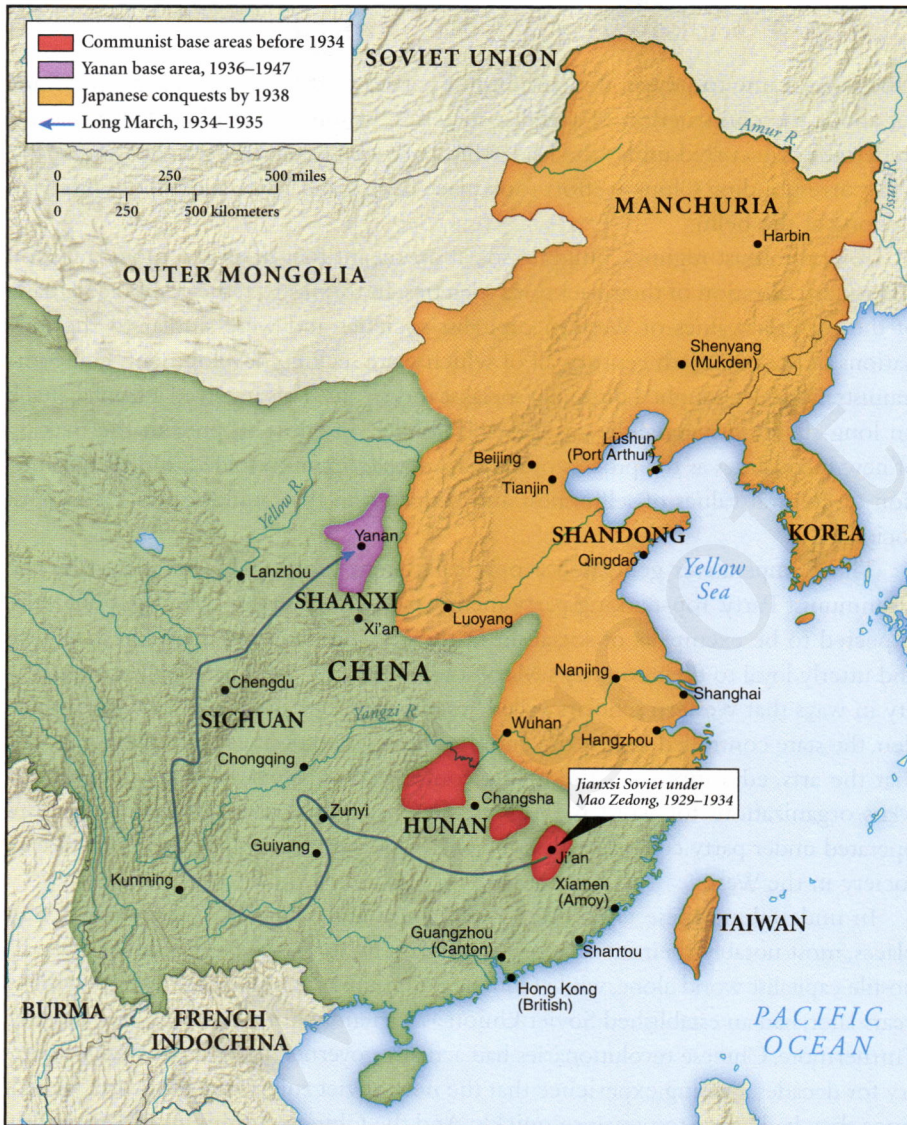 Communist base areas before 1934
Yanan base area, 1936–1947
Japanese conquests by 1938
Long March, 1934–1935
0 250 500 miles
0 250 500 kilometers
SOVIET UNION
Amur R.
Ussuri R.
MANCHURIA
Harbin
OUTER MONGOLIA
Shenyang
(Mukden)
Lüshun
(Port Arthur)
Beijing
Tianjin
Yellow R.
Yanan
SHANDONG
KOREA
Qingdao
Yellow
Sea
Lanzhou
SHAANXI
Luoyang
Xi'an
CHINA
Nanjing
Shanghai
Chengdu
SICHUAN
Yangzi R.
Wuhan
Hangzhou
Chongqing
Jianxsi Soviet under
Mao Zedong, 1929–1934
Changsha
Zunyi
HUNAN
Guiyang
Ji'an
Kunming
Xiamen
(Amoy)
TAIWAN
Guangzhou
(Canton)
Shantou
Hong Kong
(British)
BURMA
FRENCH
INDOCHINA
PACIFIC
OCEAN